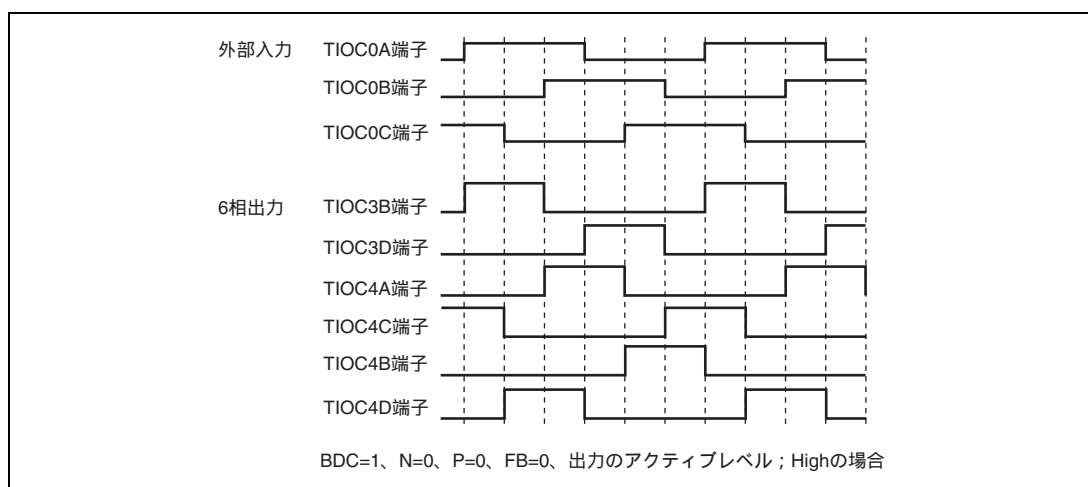 外部入力 TIOC0A端子
TIOC0B端子
TIOC0C端子
6相出力 TIOC3B端子
TIOC3D端子
TIOC4A端子
TIOC4C端子
TIOC4B端子
TIOC4D端子
BDC=1、N=0、P=0、FB=0、出力のアクティブレベル；Highの場合